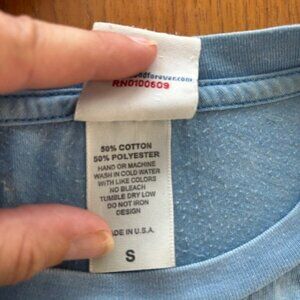 RN0100509
50% COTTON
50% POLYESTER
HAND OR MACHINE
WASH IN COLD WATER
WITH LIKE COLORS
NO BLEACH
TUMBLE DRY LOW
DO NOT IRON
DESIGN
MADE IN U.S.A.
S